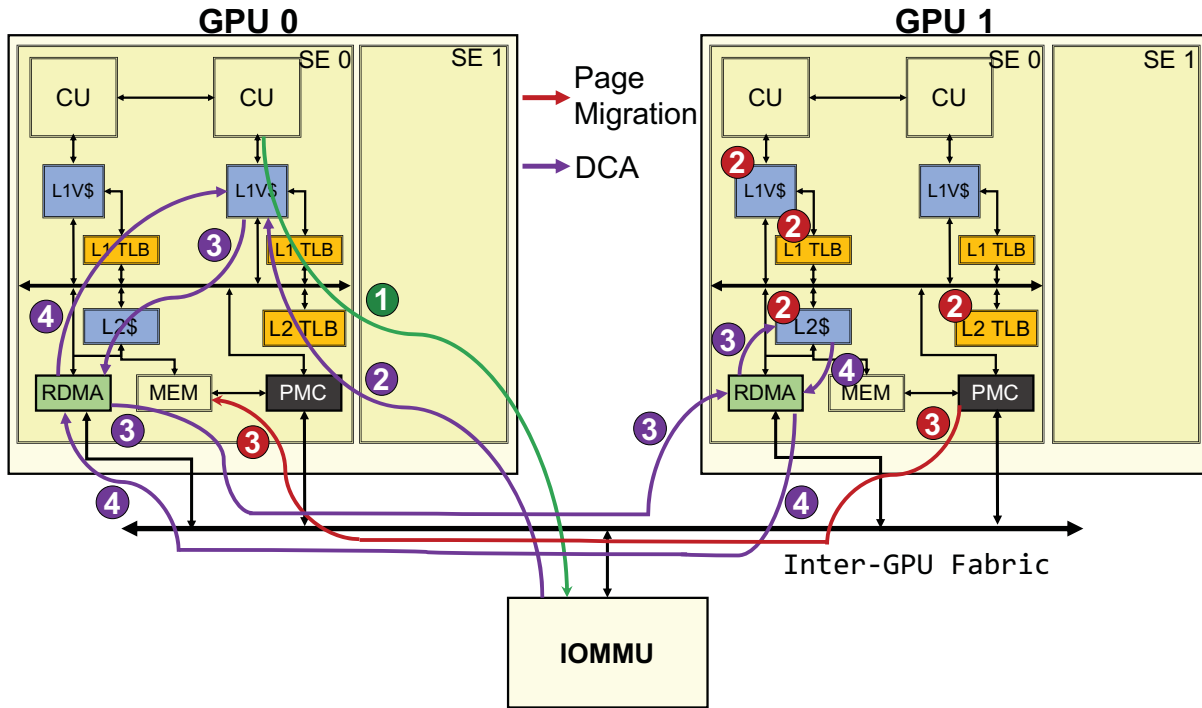 GPU 0
GPU 1
SE 0
SE 1
SE 0
SE 1
CU
CU
Page
Migration
DCA
CU
CU
2
L1V$
L1V$
L1V$
L1V$
3
2
L1 TLB
L1 TLB
L1 TLB
L1 TLB
4
1
2
2
L2$
L2 TLB
L2$
L2 TLB
3
2
4
RDMA
MEM
PMC
RDMA
MEM
PMC
3
3
3
3
4
4
Inter-GPU Fabric
IOMMU